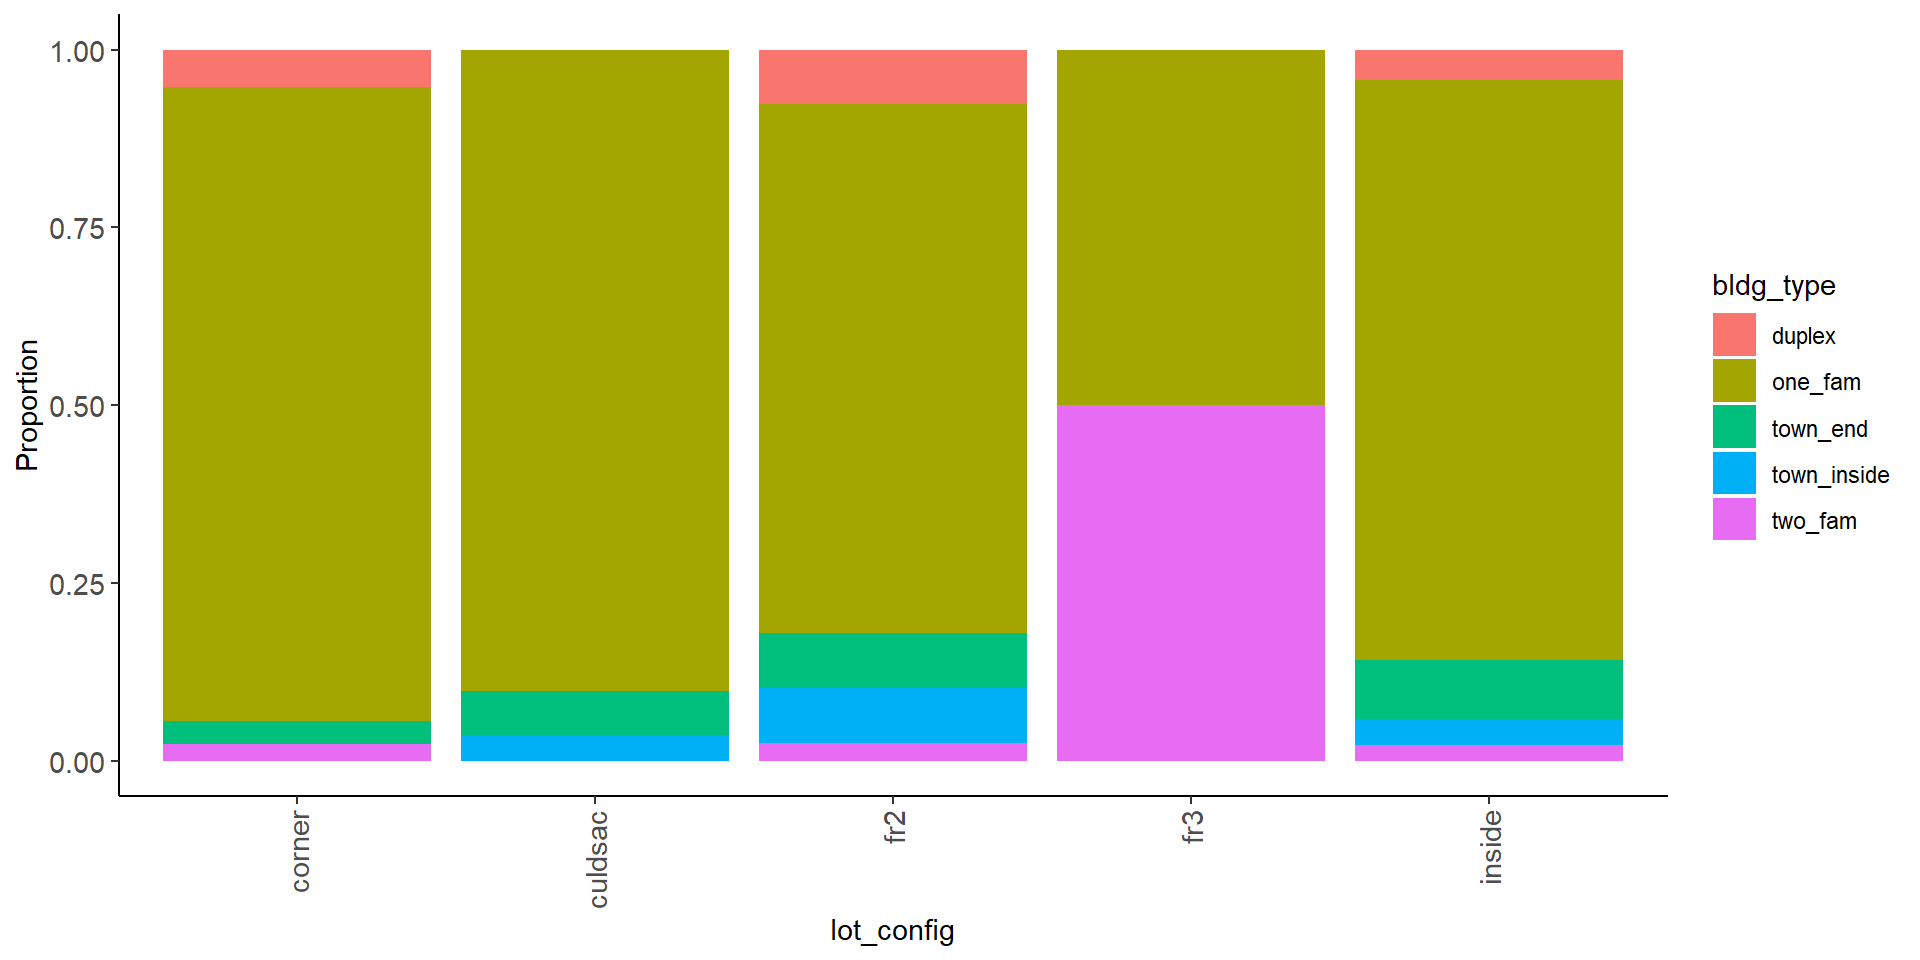 1.00
0.75
0.50
0.25
0.00
Proportion
corner
culdsac
fr2
fr3
inside
lot_config
bldg_type
duplex
one_fam
town_end
town_inside
two_fam